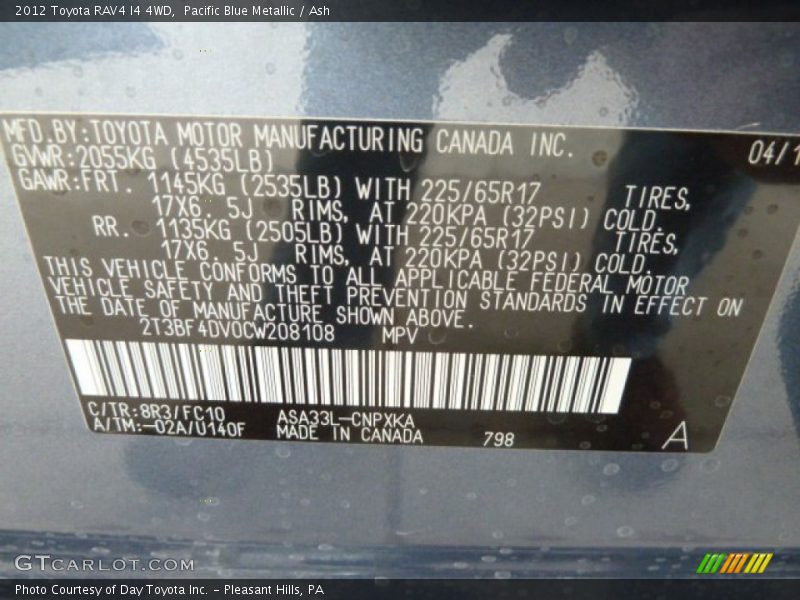 2012 Toyota RAV4 I4 4WD, Pacific Blue Metallic / Ash
MFD.BY:TOYOTA MOTOR MANUFACTURING CANADA INC. 04/1
GVWR:2055KG (4535LB)
GAWR:FRT. 1145KG (2535LB) WITH 225/65R17 TIRES,
17X6. 5J RIMS, AT 220KPA (32PSI) COLD.
RR. 1135KG (2505LB) WITH 225/65R17 TIRES,
17X6. 5J RIMS, AT 220KPA (32PSI) COLD.
THIS VEHICLE CONFORMS TO ALL APPLICABLE FEDERAL MOTOR
VEHICLE SAFETY AND THEFT PREVENTION STANDARDS IN EFFECT ON
THE DATE OF MANUFACTURE SHOWN ABOVE.
2T3BF4DV0CW208108 MPV
C/TR:8R3/FC10 ASA33L-CNPXKA
A/TM:-02A/U140F MADE IN CANADA 798 A
GTCARLOT.COM
Photo Courtesy of Day Toyota Inc. - Pleasant Hills, PA